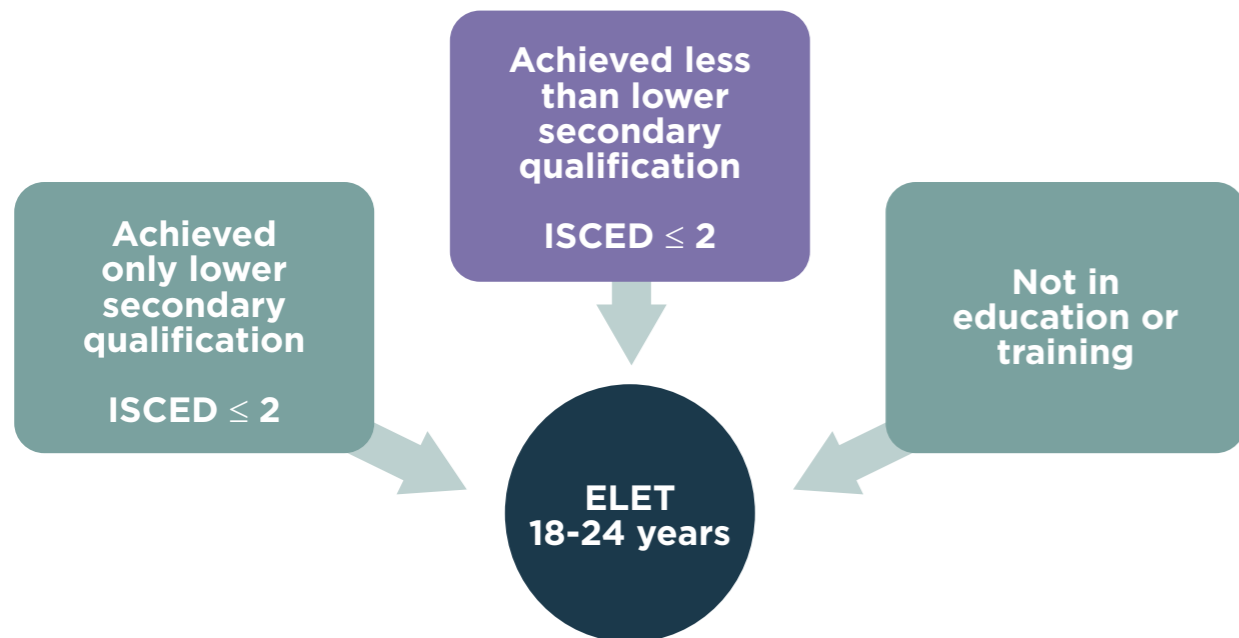 Achieved less
than lower
secondary
qualification
ISCED ≤ 2
Achieved
only lower
secondary
qualification
ISCED ≤ 2
Not in
education or
training
ELET
18-24 years